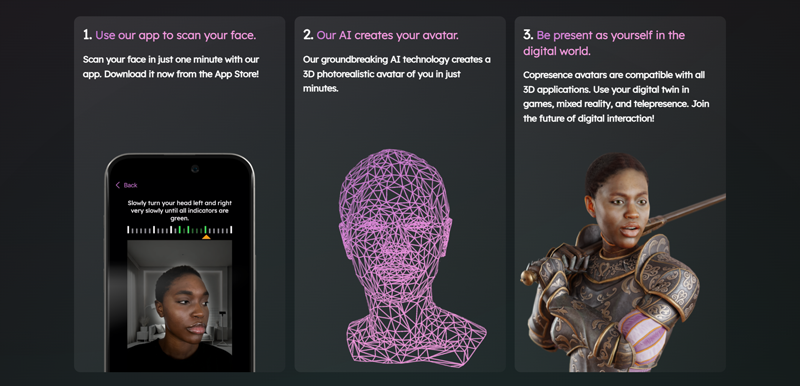 1. Use our app to scan your face.
Scan your face in just one minute with our
app. Download it now from the App Store!
Back
Slowly turn your head left and right
very slowly until all indicators are
green.
2. Our AI creates your avatar.
Our groundbreaking AI technology creates a
3D photorealistic avatar of you in just
minutes.
3. Be present as yourself in the
digital world.
Copresence avatars are compatible with all
3D applications. Use your digital twin in
games, mixed reality, and telepresence. Join
the future of digital interaction!